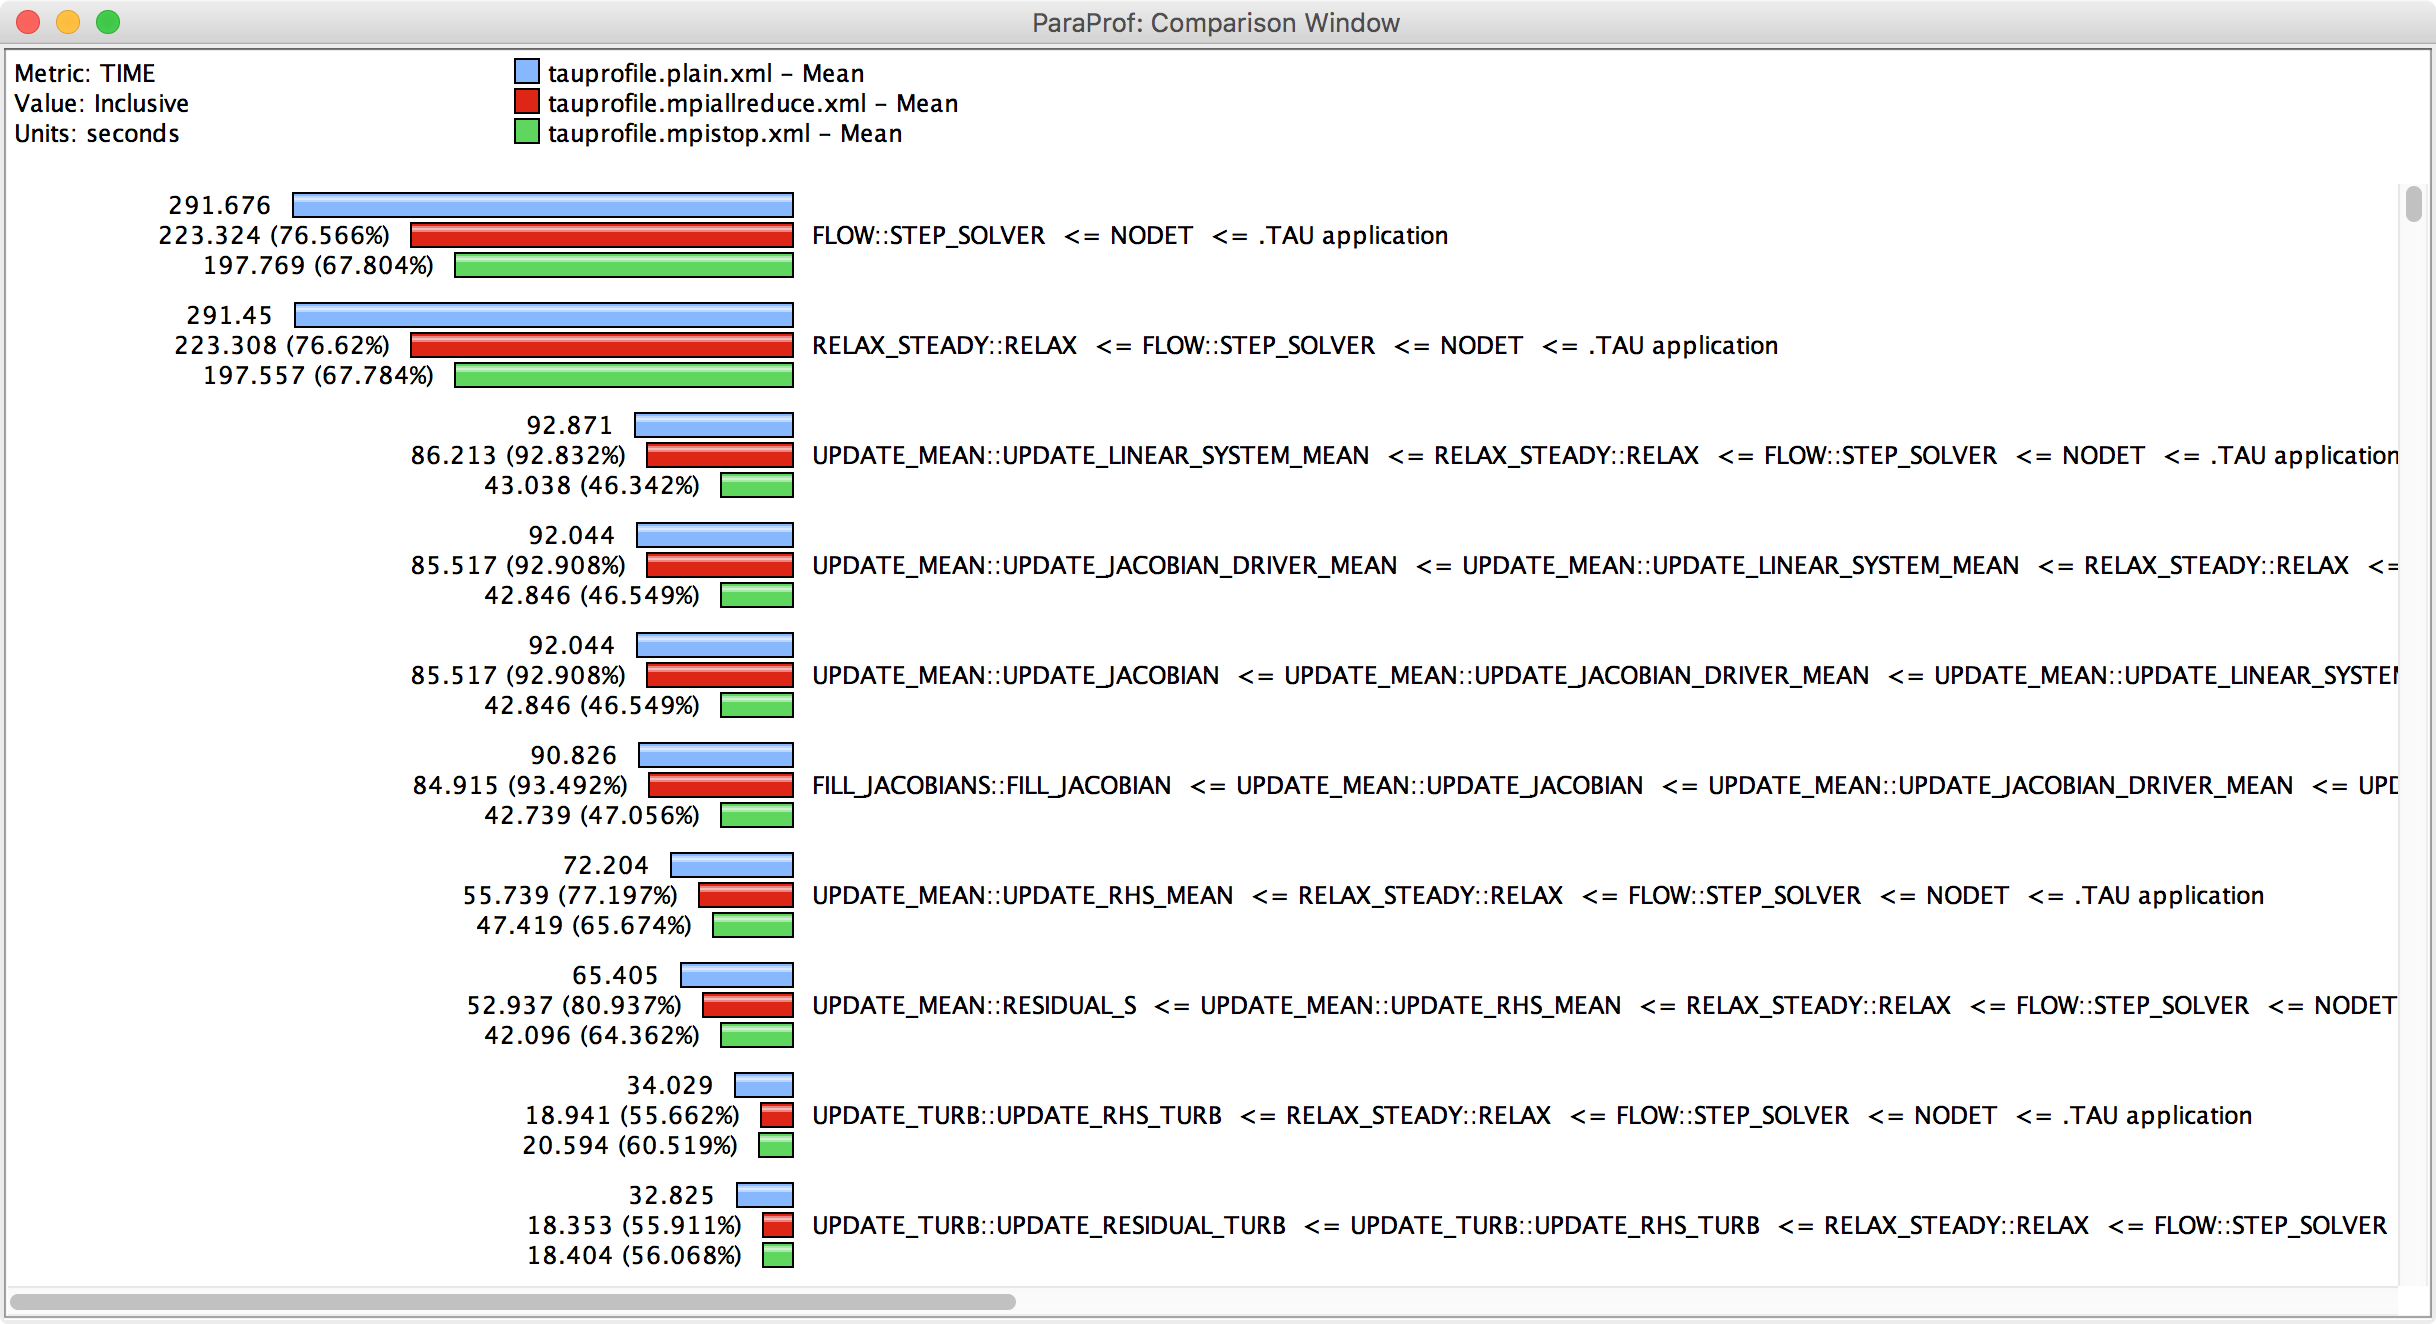 ParaProf: Comparison Window
Metric: TIME
Value: Inclusive
Units: seconds
tauprofile.plain.xml – Mean
tauprofile.mpiallreduce.xml – Mean
tauprofile.mpistop.xml – Mean
291.676
223.324 (76.566%)
197.769 (67.804%)
FLOW::STEP_SOLVER <= NODET <= .TAU application
291.45
223.308 (76.62%)
197.557 (67.784%)
RELAX_STEADY::RELAX <= FLOW::STEP_SOLVER <= NODET <= .TAU application
92.871
86.213 (92.832%)
43.038 (46.342%)
UPDATE_MEAN::UPDATE_LINEAR_SYSTEM_MEAN <= RELAX_STEADY::RELAX <= FLOW::STEP_SOLVER <= NODET <= .TAU application
92.044
85.517 (92.908%)
42.846 (46.549%)
UPDATE_MEAN::UPDATE_JACOBIAN_DRIVER_MEAN <= UPDATE_MEAN::UPDATE_LINEAR_SYSTEM_MEAN <= RELAX_STEADY::RELAX <=
92.044
85.517 (92.908%)
42.846 (46.549%)
UPDATE_MEAN::UPDATE_JACOBIAN <= UPDATE_MEAN::UPDATE_JACOBIAN_DRIVER_MEAN <= UPDATE_MEAN::UPDATE_LINEAR_SYSTEM
90.826
84.915 (93.492%)
42.739 (47.056%)
FILL_JACOBIANS::FILL_JACOBIAN <= UPDATE_MEAN::UPDATE_JACOBIAN <= UPDATE_MEAN::UPDATE_JACOBIAN_DRIVER_MEAN <= UPD
72.204
55.739 (77.197%)
47.419 (65.674%)
UPDATE_MEAN::UPDATE_RHS_MEAN <= RELAX_STEADY::RELAX <= FLOW::STEP_SOLVER <= NODET <= .TAU application
65.405
52.937 (80.937%)
42.096 (64.362%)
UPDATE_MEAN::RESIDUAL_S <= UPDATE_MEAN::UPDATE_RHS_MEAN <= RELAX_STEADY::RELAX <= FLOW::STEP_SOLVER <= NODET
34.029
18.941 (55.662%)
20.594 (60.519%)
UPDATE_TURB::UPDATE_RHS_TURB <= RELAX_STEADY::RELAX <= FLOW::STEP_SOLVER <= NODET <= .TAU application
32.825
18.353 (55.911%)
18.404 (56.068%)
UPDATE_TURB::UPDATE_RESIDUAL_TURB <= UPDATE_TURB::UPDATE_RHS_TURB <= RELAX_STEADY::RELAX <= FLOW::STEP_SOLVER